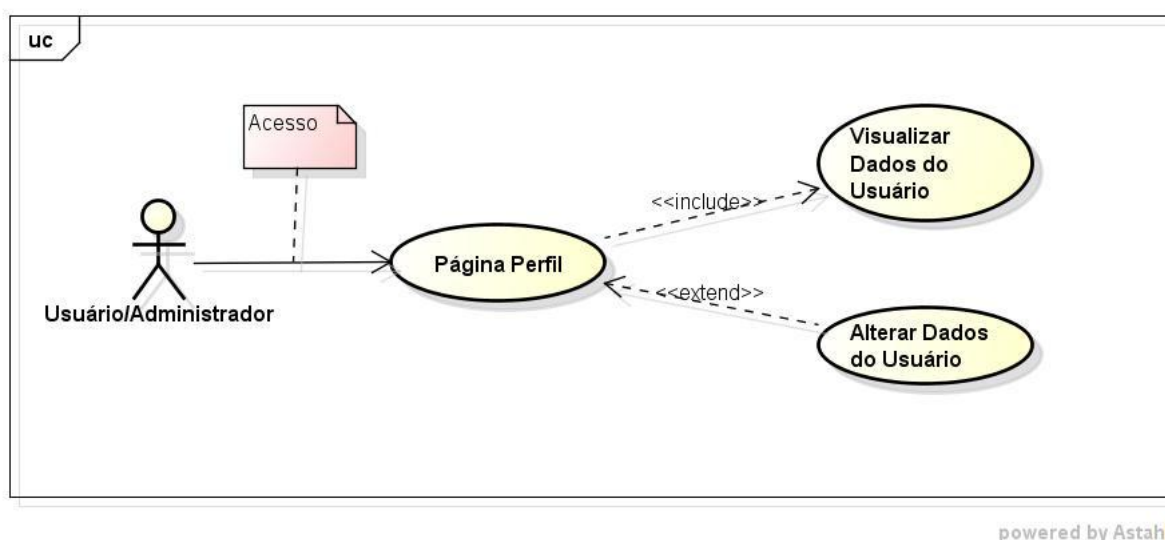 uc
Acesso
Visualizar
Dados do
Usuário
<<include>>
Página Perfil
<<extend>>
Usuário/Administrador
Alterar Dados
do Usuário
powered by Astah